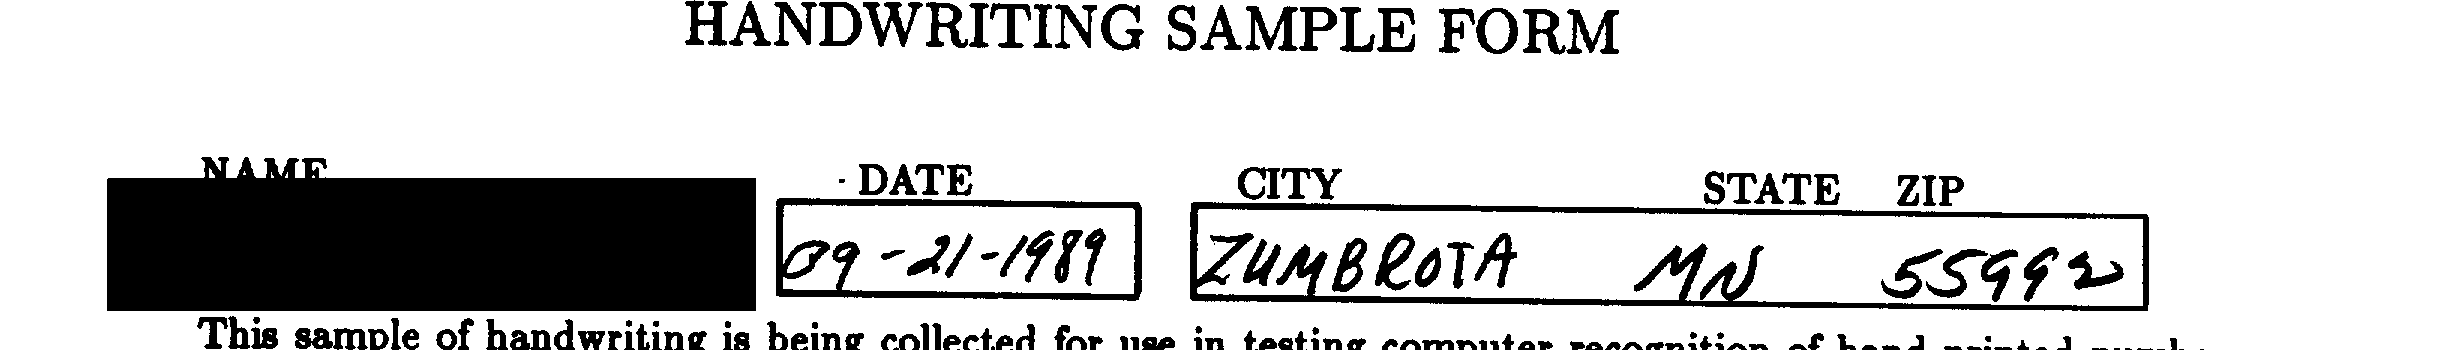 HANDWRITING SAMPLE FORM
NAME DATE CITY STATE ZIP
09-21-1989 ZUMBROTA MN 55992
This sample of handwriting is being collected for use in testing computer recognition of hand printed